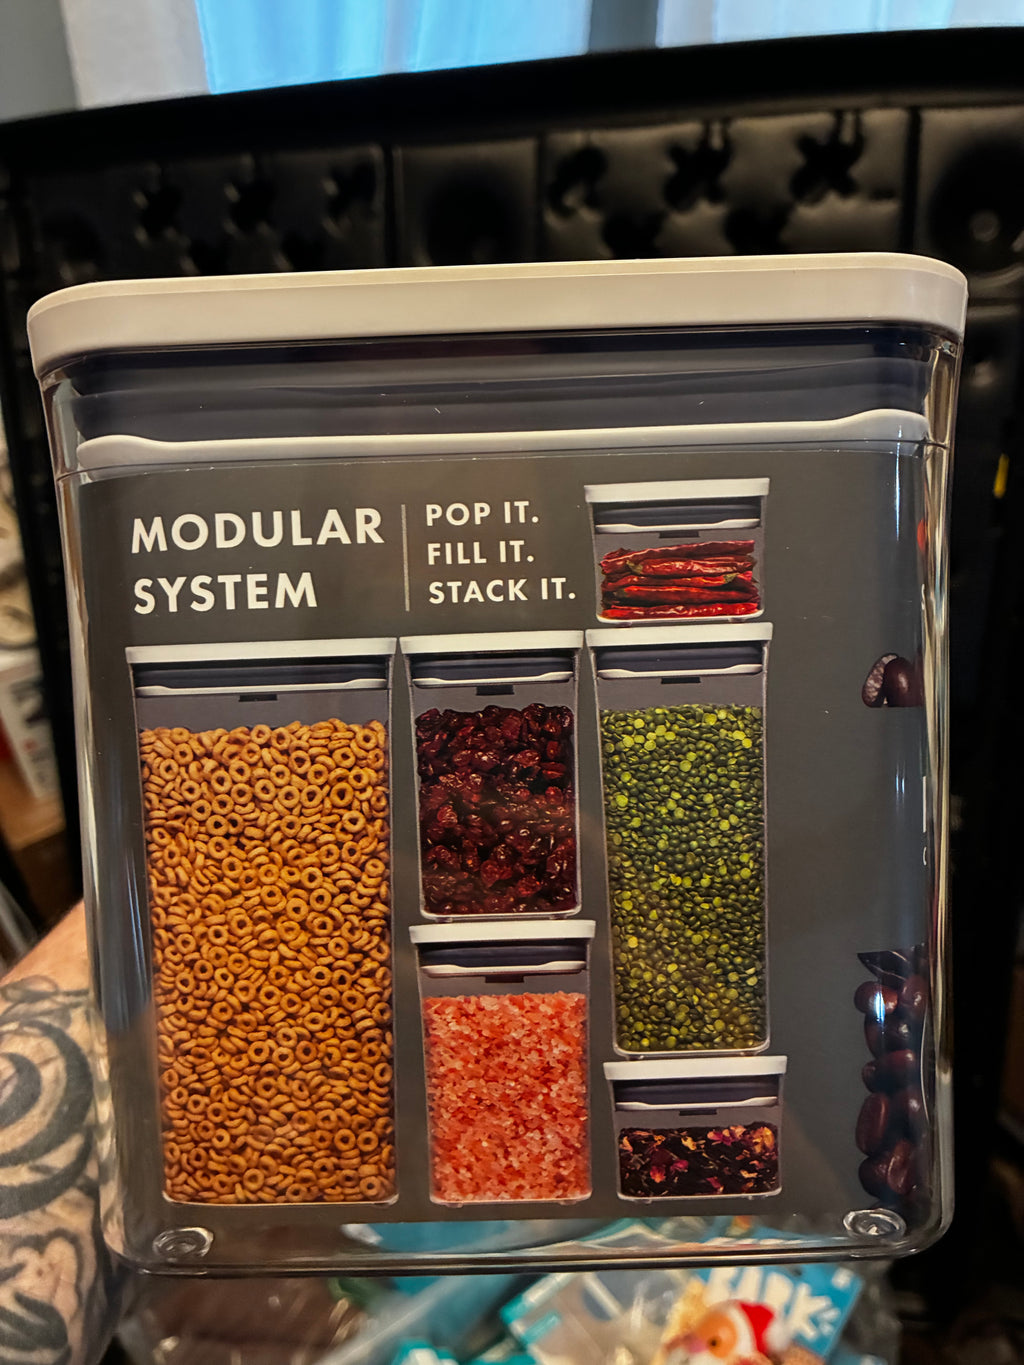 MODULAR
SYSTEM
POP IT.
FILL IT.
STACK IT.